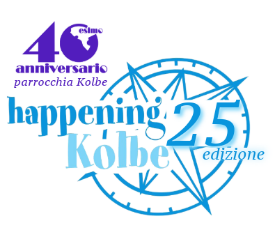 40esimo
anniversario
parrocchia Kolbe
happening
Kolbe 25
edizione